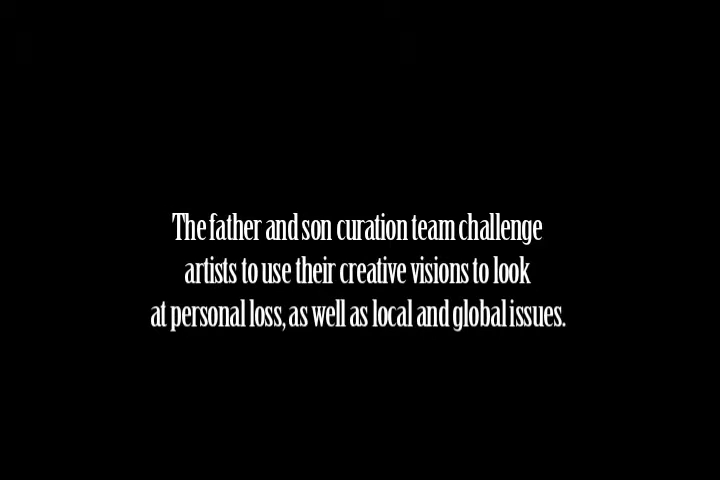 The father and son curation team challenge
artists to use their creative visions to look
at personal loss, as well as local and global issues.